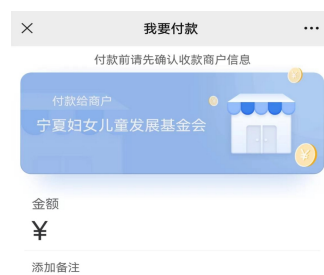 我要付款
付款前请先确认收款商户信息
付款给商户
宁夏妇女儿童发展基金会
金额
¥
添加备注